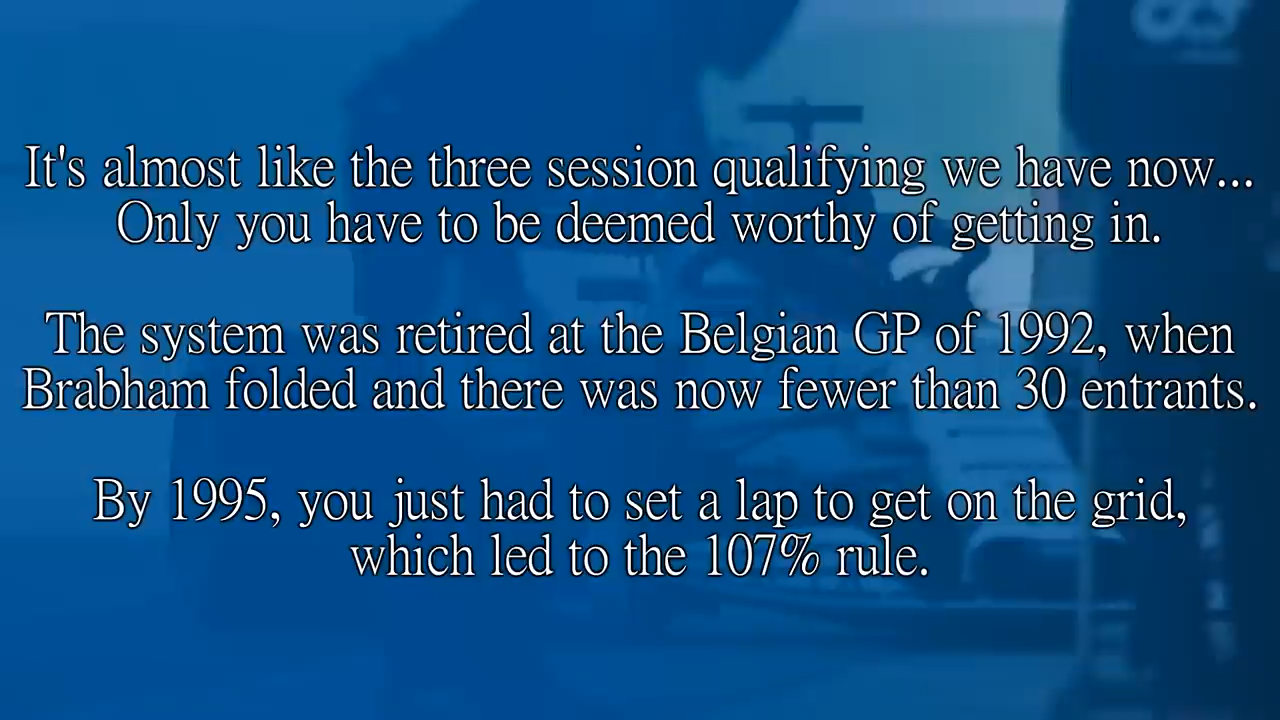 It's almost like the three session qualifying we have now...
Only you have to be deemed worthy of getting in.
The system was retired at the Belgian GP of 1992, when
Brabham folded and there was now fewer than 30 entrants.
By 1995, you just had to set a lap to get on the grid,
which led to the 107% rule.